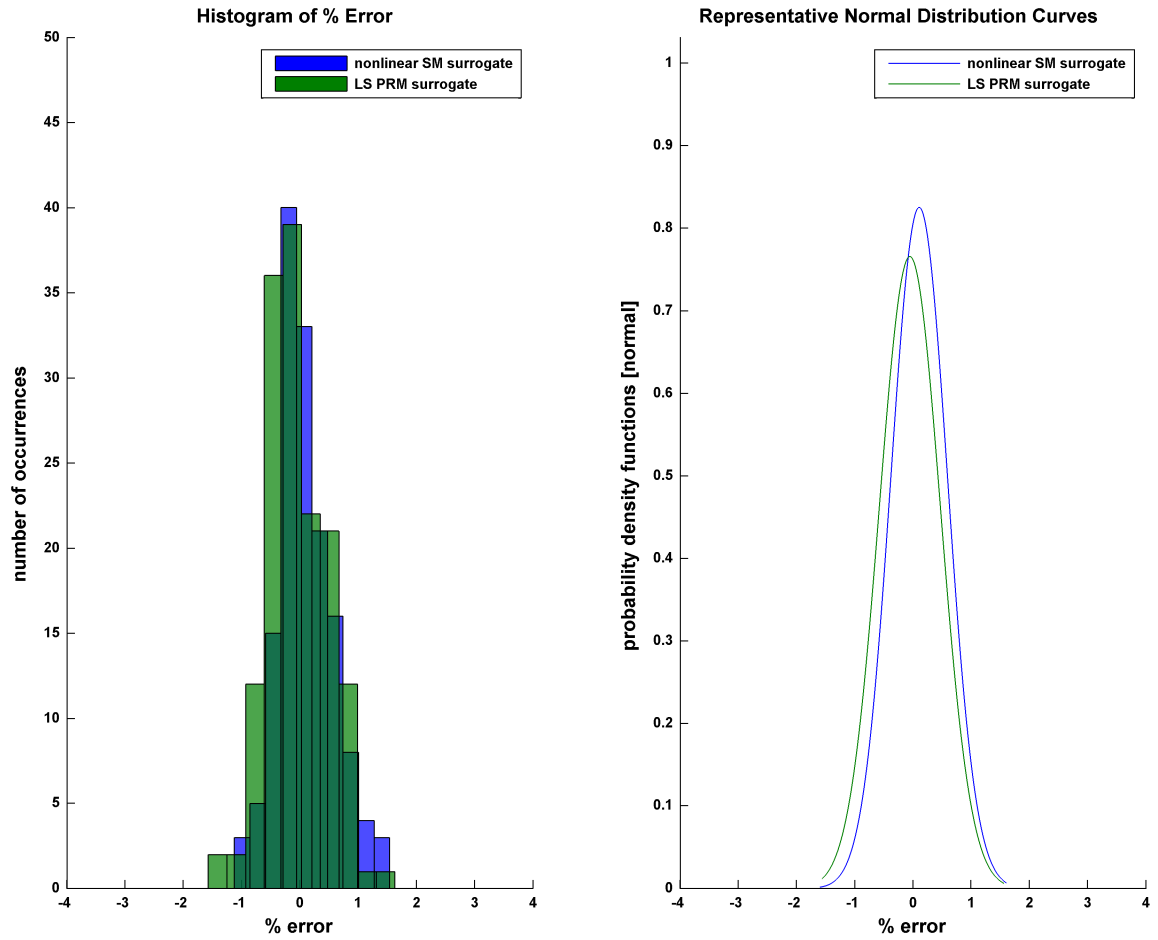 Histogram of % Error
50
45
40
35
30
25
20
15
10
5
0
number of occurrences
nonlinear SM surrogate
LS PRM surrogate
-4 -3 -2 -1 0 1 2 3 4
% error
Representative Normal Distribution Curves
1
0.9
0.8
0.7
0.6
0.5
0.4
0.3
0.2
0.1
0
probability density functions [normal]
nonlinear SM surrogate
LS PRM surrogate
-4 -3 -2 -1 0 1 2 3 4
% error